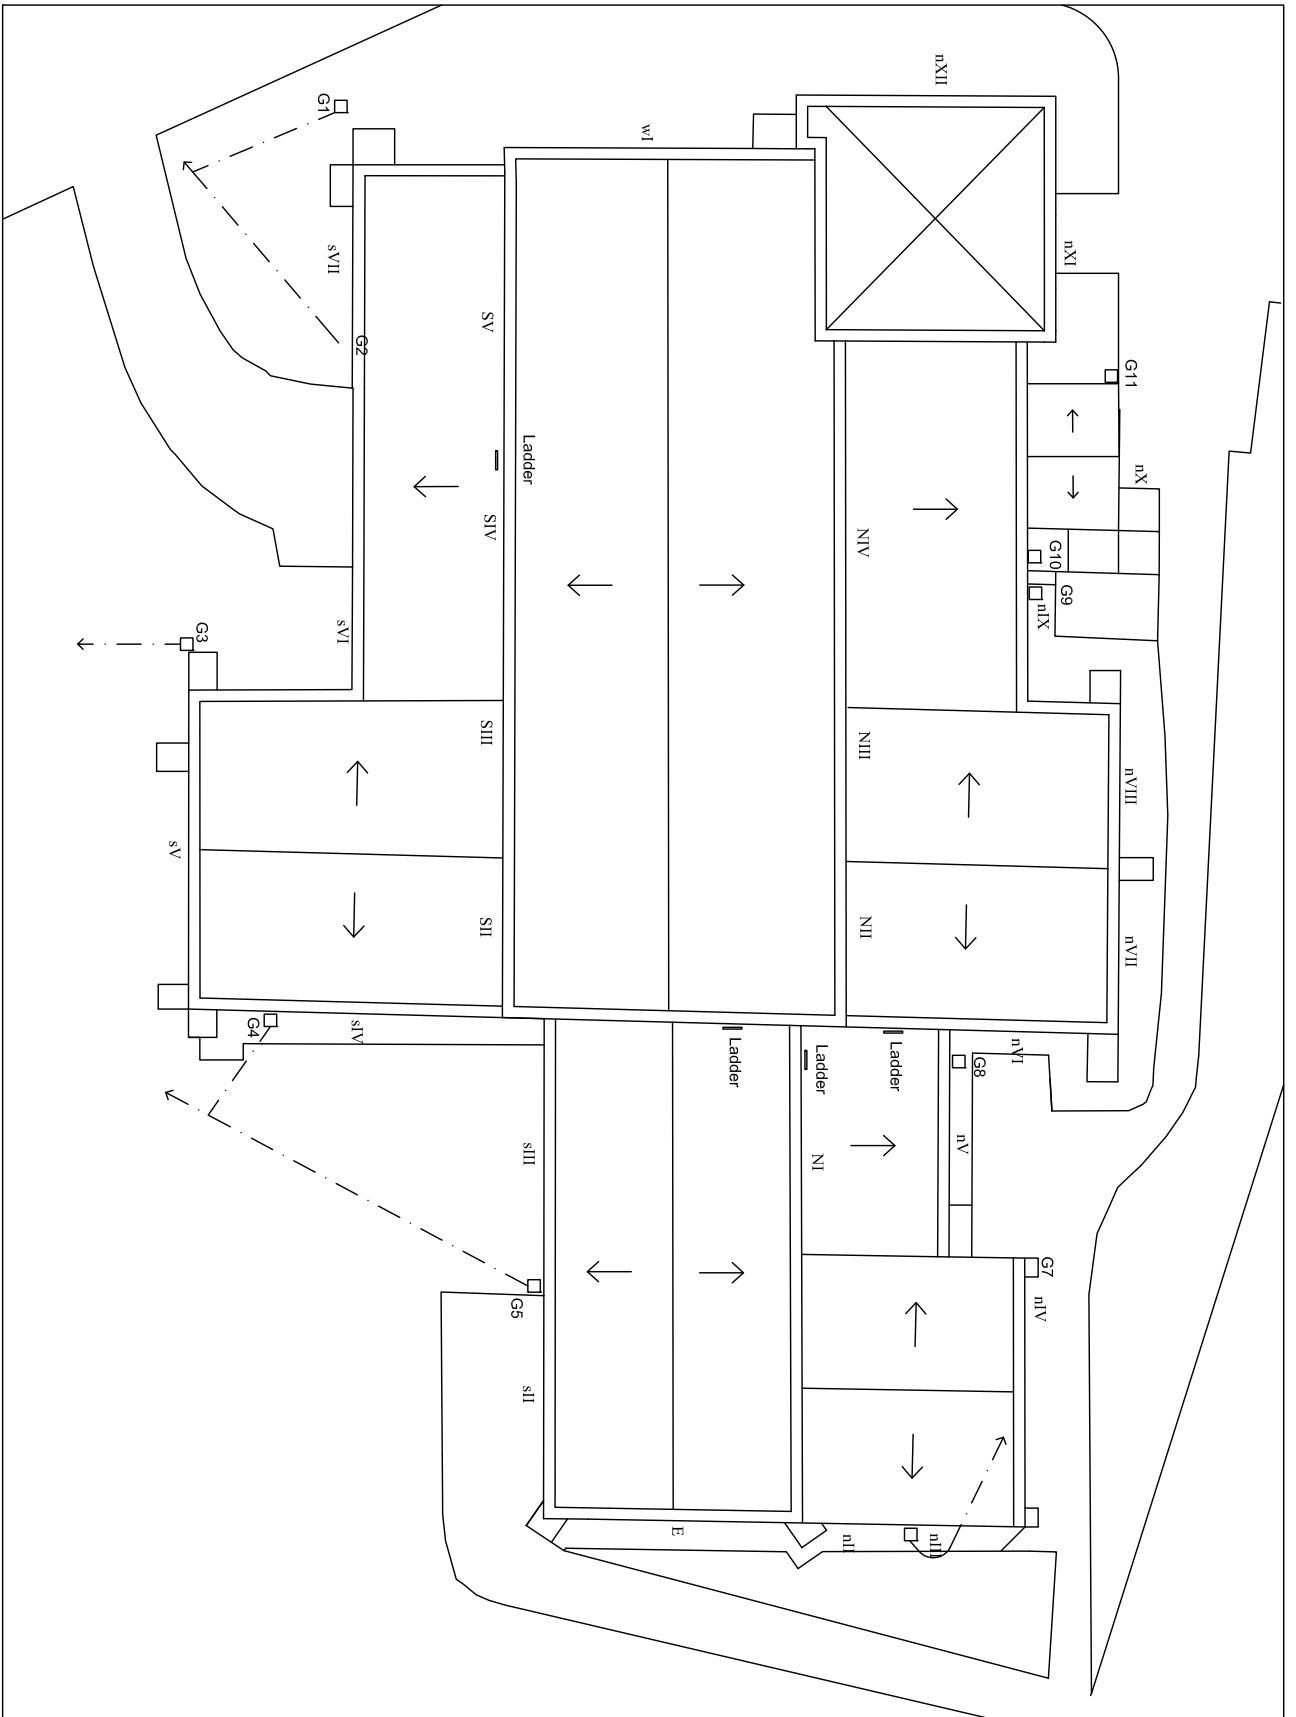 nXII
G1
wI
sVII
nXI
SV
G2
G11
Ladder
nX
SIV
NIV
G10
G9
nIX
G3
sVI
SIII
NIII
nVIII
sV
SII
NII
nVII
G4
sIV
Ladder
Ladder
Ladder
G8
nVI
sIII
NI
nV
G5
G7
nIV
sII
E
nII
nIII